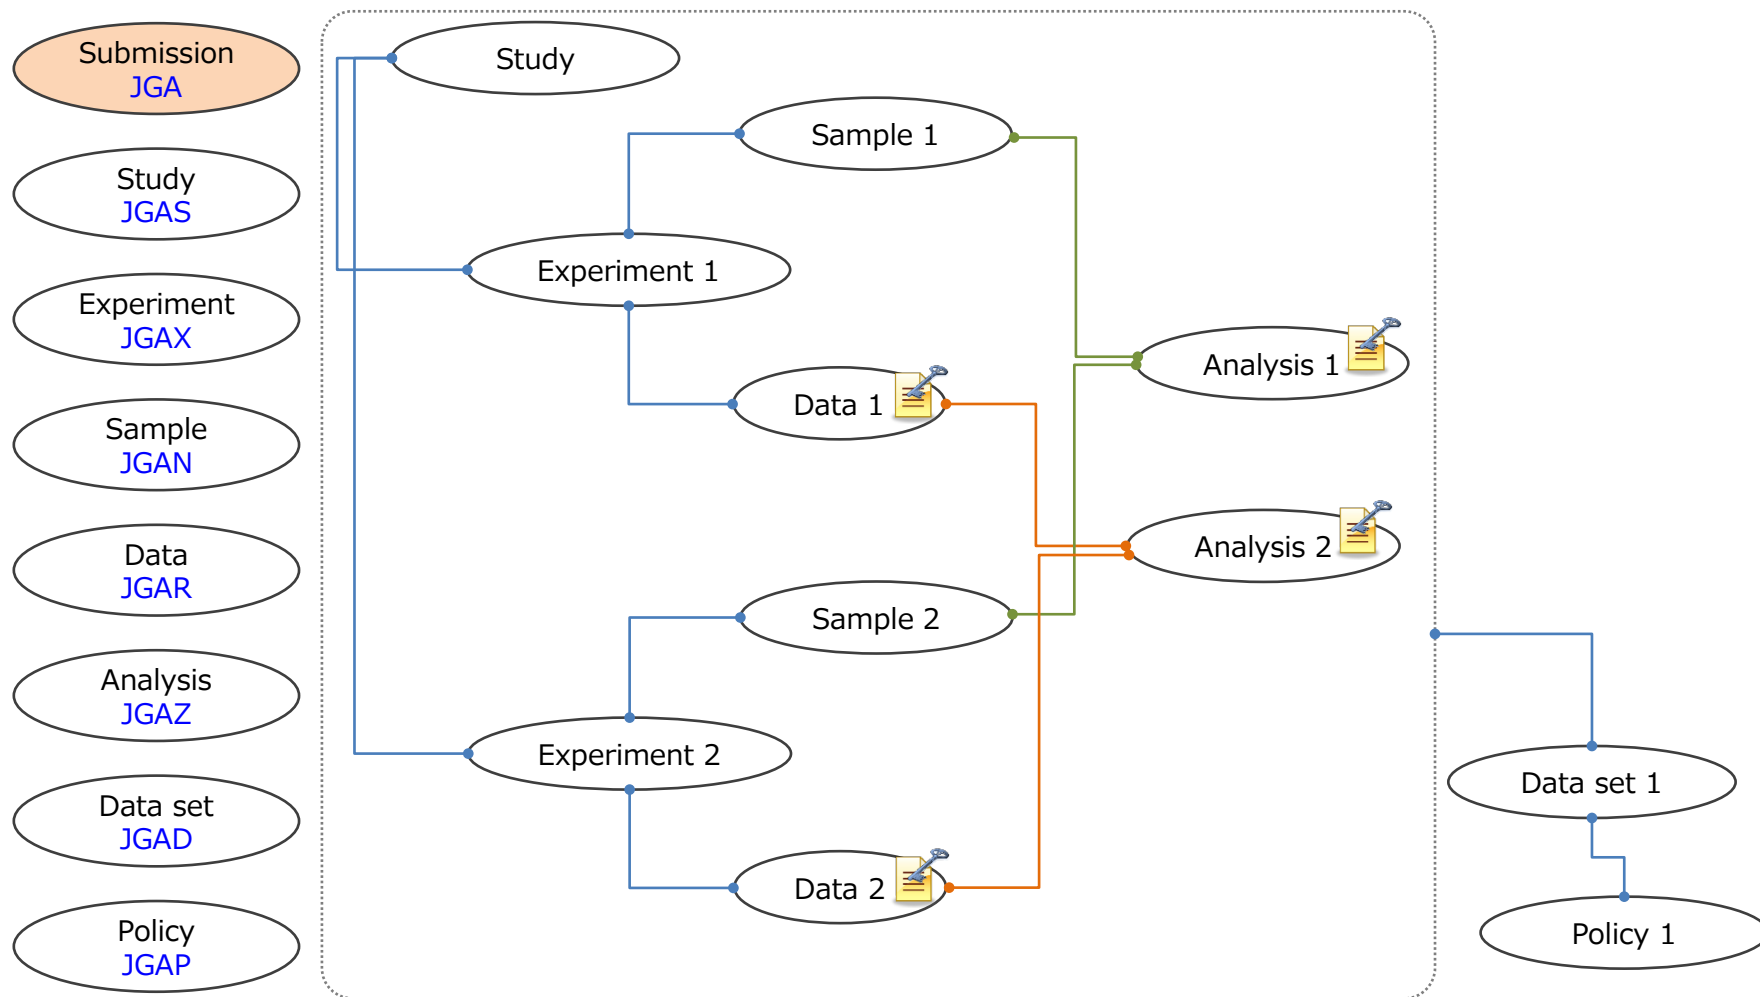 Submission
JGA
Study
JGAS
Experiment
JGAX
Sample
JGAN
Data
JGAR
Analysis
JGAZ
Data set
JGAD
Policy
JGAP
Study
Sample 1
Experiment 1
Data 1
Analysis 1
Analysis 2
Sample 2
Experiment 2
Data 2
Data set 1
Policy 1